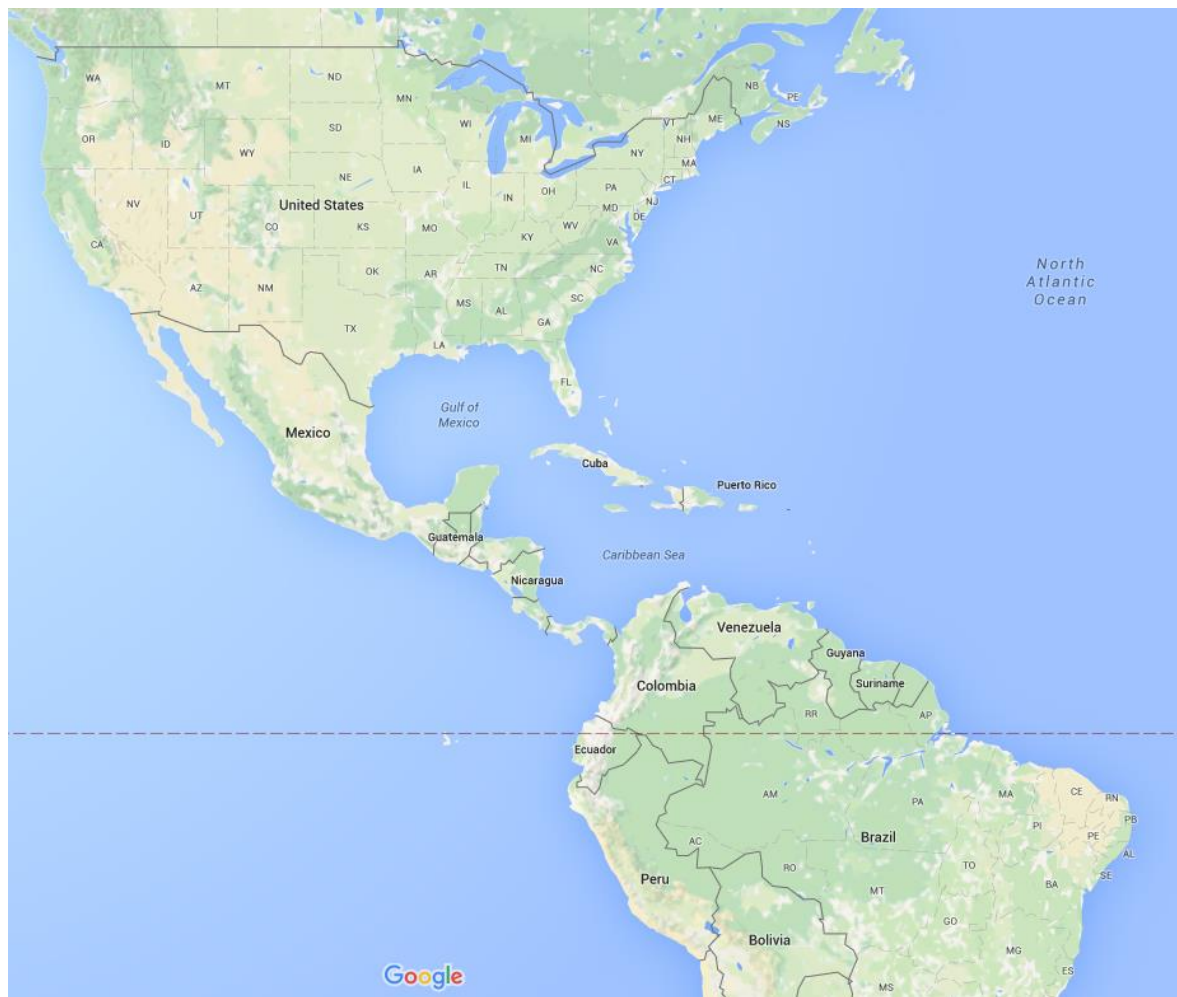 WA
MT
ND
MN
OR
ID
WY
SD
WI
MI
NB
PE
NS
VT
ME
NH
NY
MA
CT
NE
IA
IL
IN
OH
PA
NJ
MD
DE
NV
UT
CO
United States
KS
MO
KY
WV
VA
CA
AZ
NM
OK
AR
TN
NC
SC
MS
AL
GA
TX
LA
FL
North
Atlantic
Ocean
Gulf of
Mexico
Mexico
Cuba
Puerto Rico
Guatemala
Caribbean Sea
Nicaragua
Venezuela
Guyana
Colombia
Suriname
RR
AP
Ecuador
AM
PA
MA
CE
RN
PI
PE
PB
AL
AC
Brazil
RO
TO
SE
Peru
MT
BA
GO
Bolivia
MG
ES
MS
Google